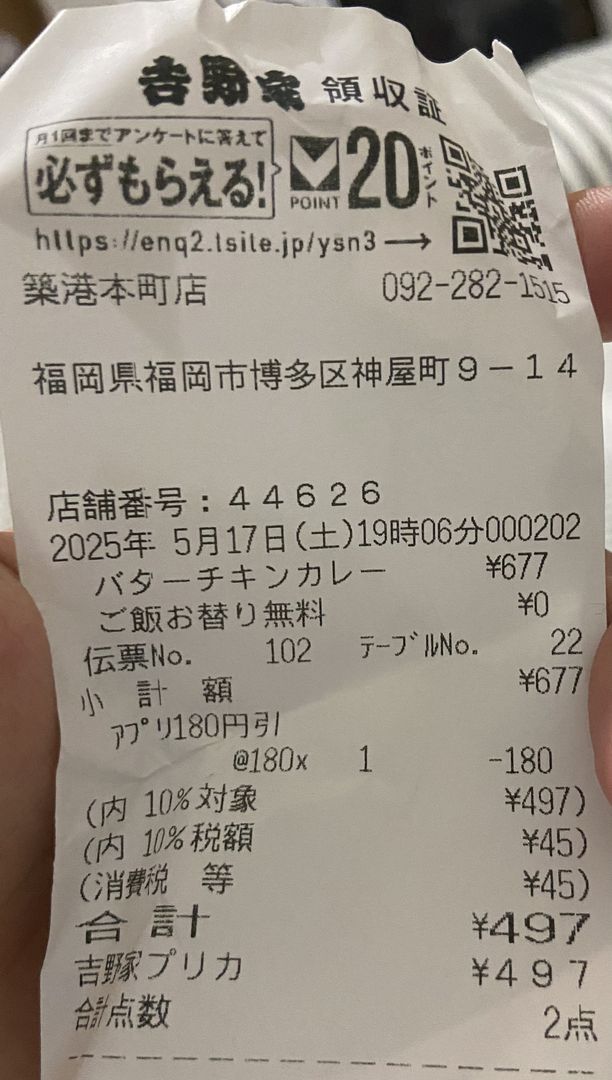 吉野家 領収証
月1回までアンケートに答えて
必ずもらえる!
POINT 20ポイント
https://enq2.tsite.jp/ysn3→
築港本町店 092-282-1515
福岡県福岡市博多区神屋町9-14
店舗番号:44626
2025年 5月17日(土)19時06分000202
バターチキンカレー ¥677
ご飯お替り無料 ¥0
伝票No. 102 テーブルNo. 22
小 計 額 ¥677
アプリ180円引
@180x 1 -180
(内 10%対象 ¥497)
(内 10%税額 ¥45)
(消費税 等 ¥45)
合 計 ¥497
吉野家プリカ ¥497
合計点数 2点